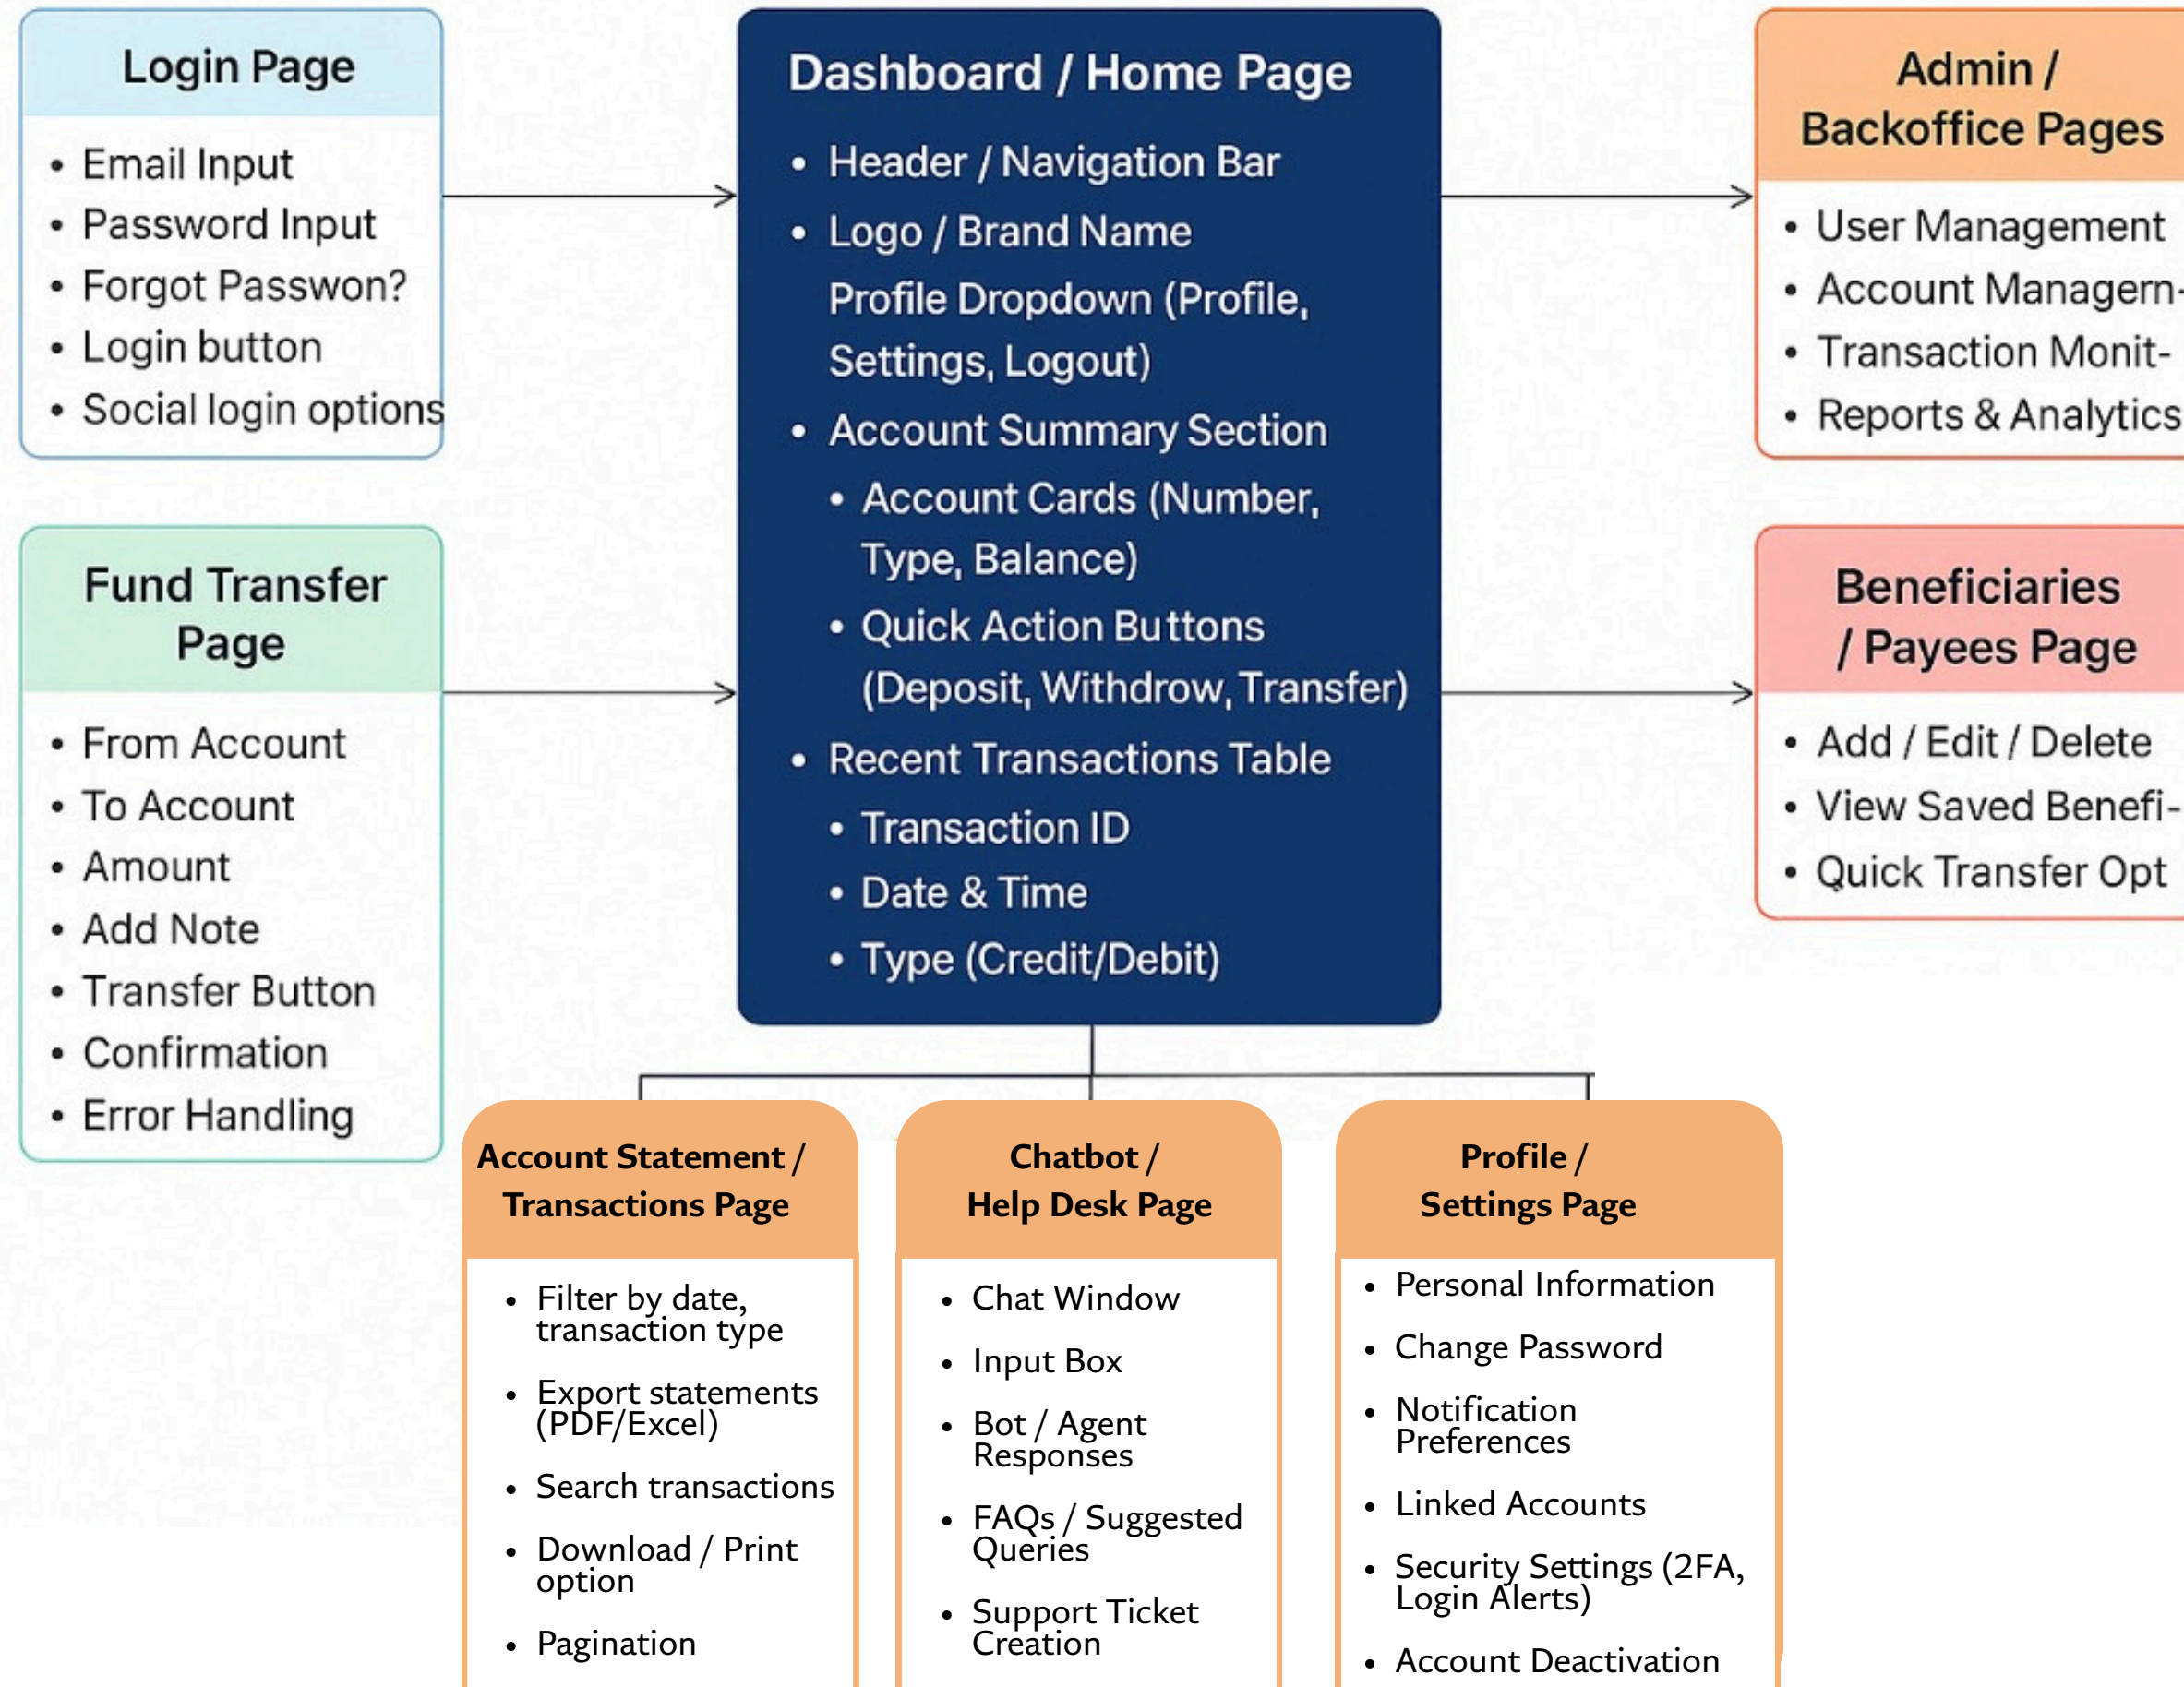 Login Page
• Email Input
• Password Input
• Forgot Passwon?
• Login button
• Social login options
Fund Transfer
Page
• From Account
• To Account
• Amount
• Add Note
• Transfer Button
• Confirmation
• Error Handling
Dashboard / Home Page
• Header / Navigation Bar
• Logo / Brand Name
Profile Dropdown (Profile,
Settings, Logout)
• Account Summary Section
• Account Cards (Number,
Type, Balance)
• Quick Action Buttons
(Deposit, Withdrow, Transfer)
• Recent Transactions Table
• Transaction ID
• Date & Time
• Type (Credit/Debit)
Admin /
Backoffice Pages
• User Management
• Account Managern-
• Transaction Monit-
• Reports & Analytics
Beneficiaries
/ Payees Page
• Add / Edit / Delete
• View Saved Benefi-
• Quick Transfer Opt
Account Statement /
Transactions Page
• Filter by date,
transaction type
• Export statements
(PDF/Excel)
• Search transactions
• Download / Print
option
• Pagination
Chatbot /
Help Desk Page
• Chat Window
• Input Box
• Bot / Agent
Responses
• FAQs / Suggested
Queries
• Support Ticket
Creation
Profile /
Settings Page
• Personal Information
• Change Password
• Notification
Preferences
• Linked Accounts
• Security Settings (2FA,
Login Alerts)
• Account Deactivation